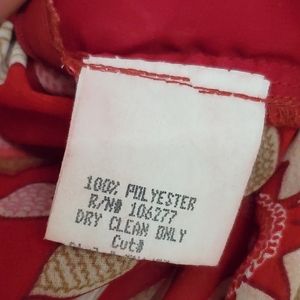 100% POLYESTER
R/N# 106277
DRY CLEAN ONLY
Cut#